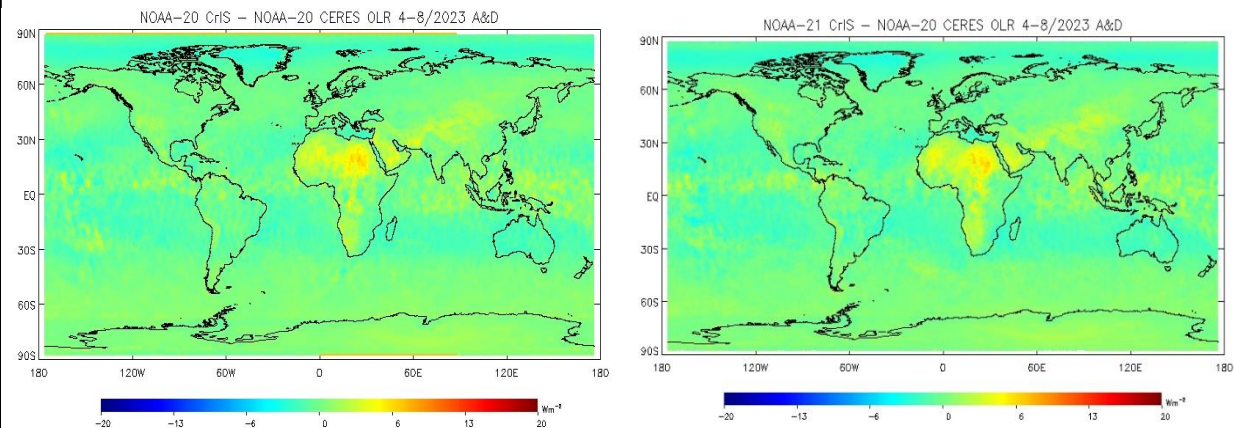 NOAA-20 CrIS - NOAA-20 CERES OLR 4-8/2023 A&D
90N
60N
30N
EQ
30S
60S
90S
180 120W 60W 0 60E 120E 180
-20 -13 -6 0 6 13 20 Wm⁻²
NOAA-21 CrIS - NOAA-20 CERES OLR 4-8/2023 A&D
90N
60N
30N
EQ
30S
60S
90S
180 120W 60W 0 60E 120E 180
-20 -13 -6 0 6 13 20 Wm⁻²